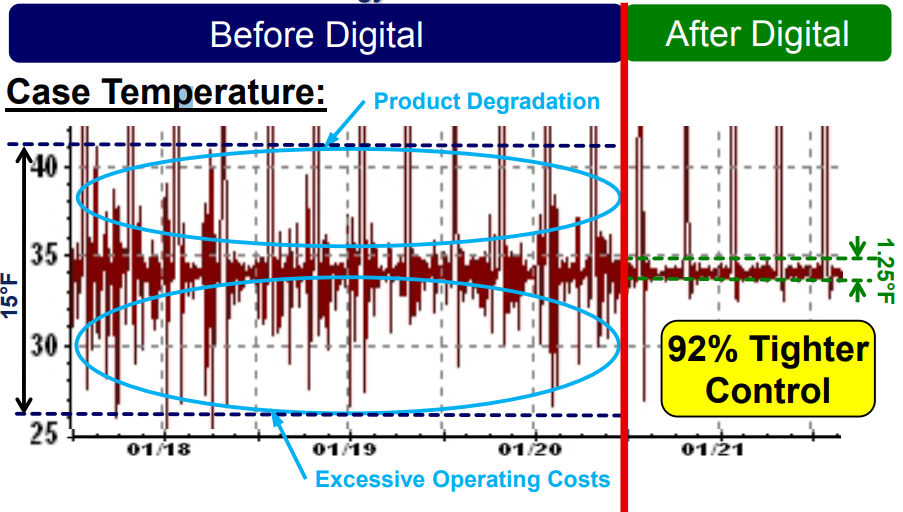 Before Digital
After Digital
Case Temperature:
Product Degradation
40
35
30
25
15°F
1.25°F
92% Tighter
Control
01/18
01/19
01/20
01/21
Excessive Operating Costs